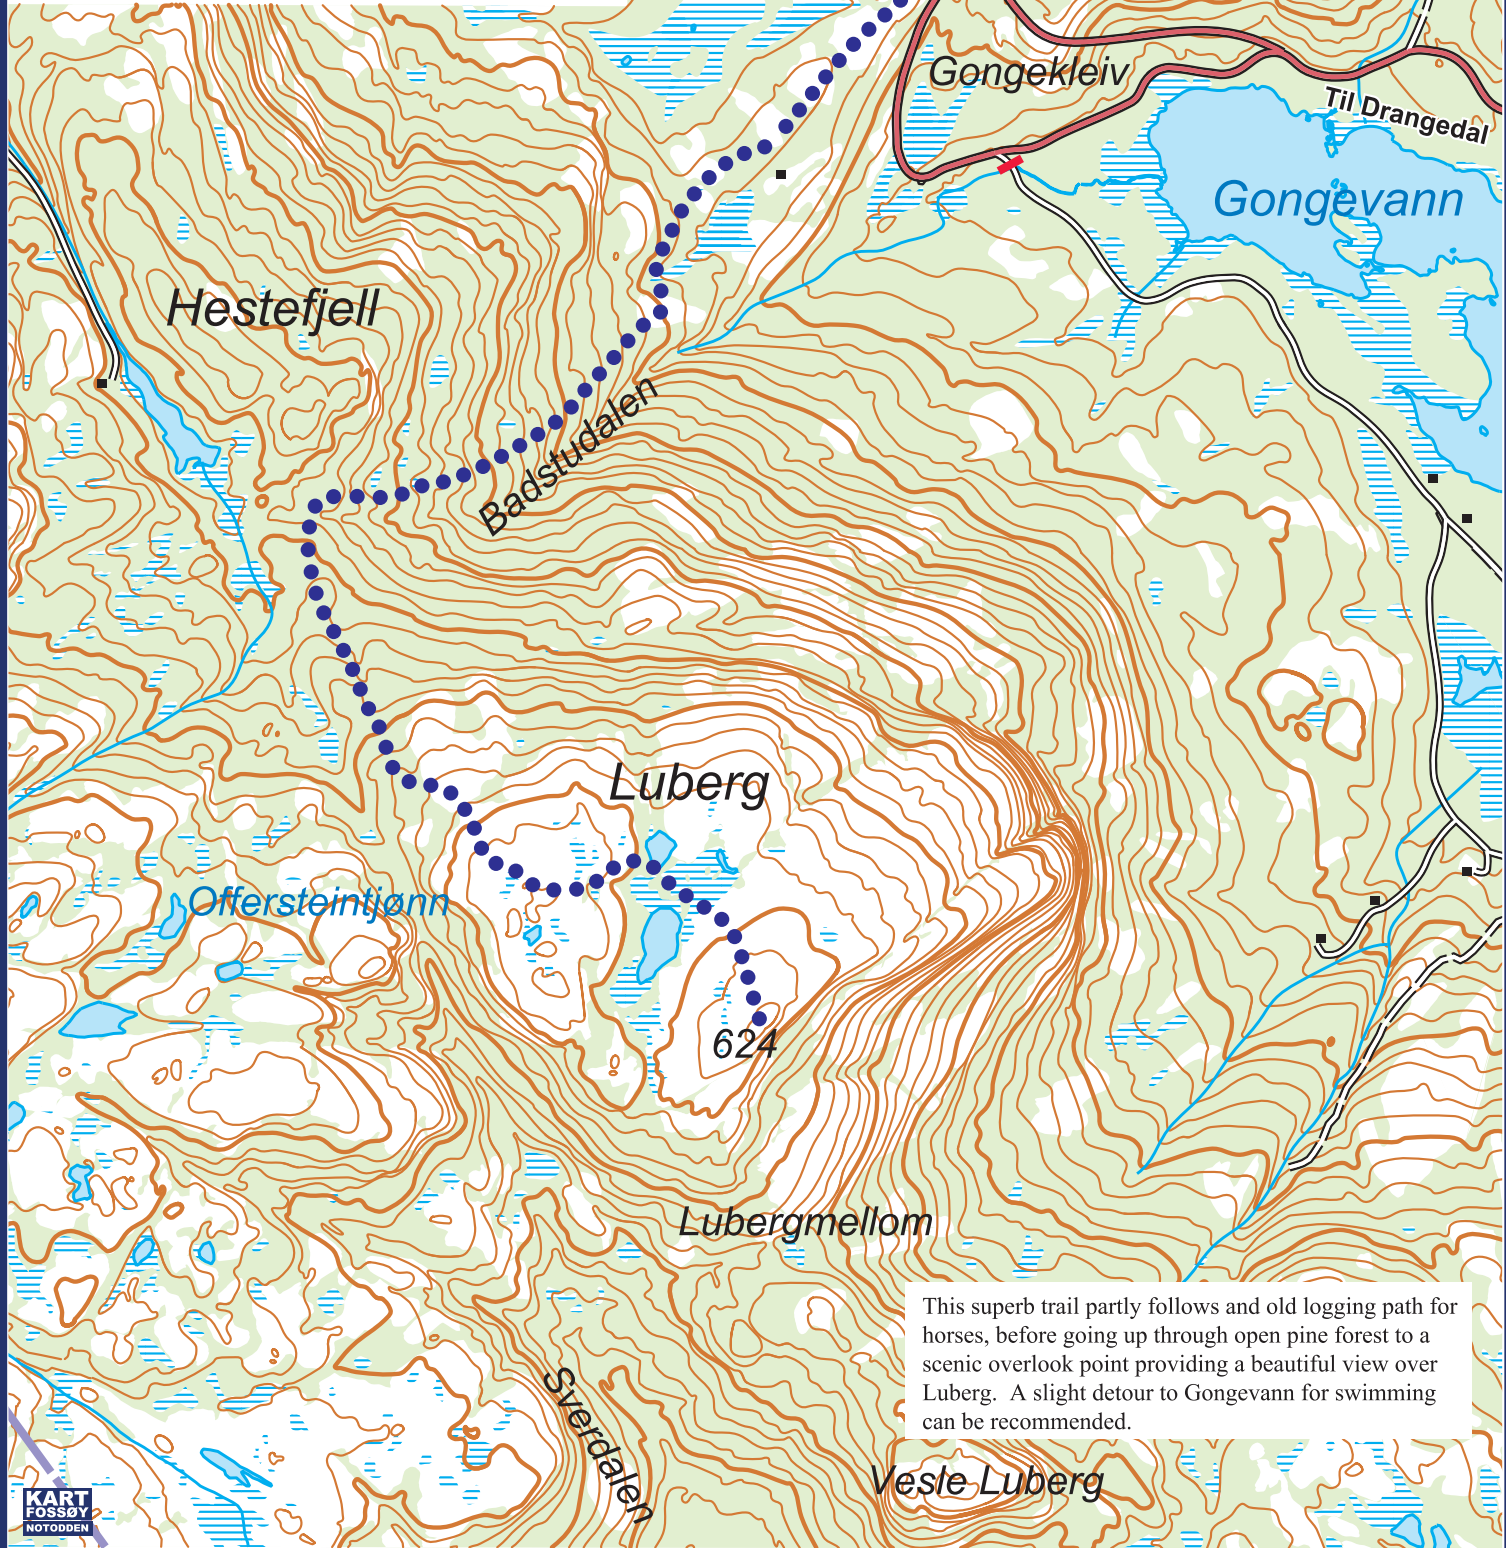 Gongekleiv
Til Drangedal
Gongevann
Hestefjell
Badstudalen
Luberg
Offersteintjønn
624
Lubergmellom
This superb trail partly follows and old logging path for
horses, before going up through open pine forest to a
scenic overlook point providing a beautiful view over
Luberg. A slight detour to Gongevann for swimming
can be recommended.
Sverdalen
Vesle Luberg
KART
FOSSØY
NOTODDEN